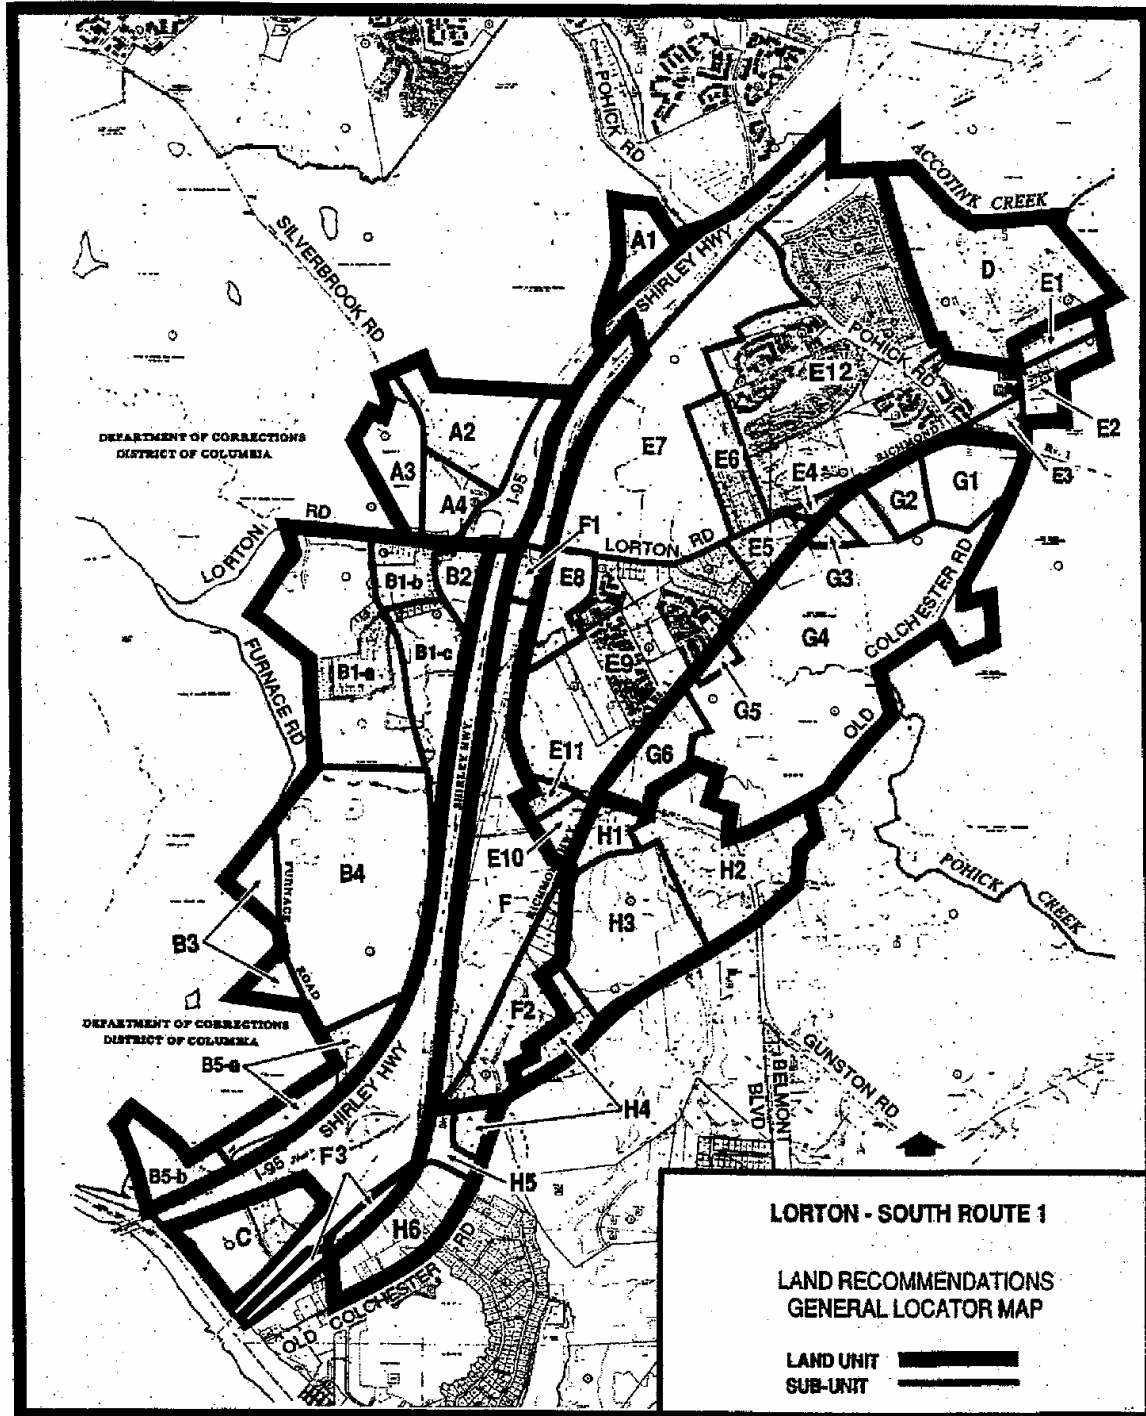 POHICK RD
ACCOTINK CREEK
A1
SHIRLEY HWY
SILVERBROOK RD
D
E1
POHICK RD
E12
A2
DEPARTMENT OF CORRECTIONS
DISTRICT OF COLUMBIA
A3
E7
E6
E2
RICHMOND
E3
E4
G1
G2
A4
I-95
LORTON RD
F1
LORTON RD
E5
G3
B1-b
B2
E8
COLCHESTER RD
G4
FURNACE RD
B1-a
B1-c
E9
G5
OLD
SHIRLEY HWY
E11
G6
E10
H1
B4
RICHMOND HWY
H2
POHICK CREEK
F
H3
FURNACE
B3
ROAD
DEPARTMENT OF CORRECTIONS
DISTRICT OF COLUMBIA
F2
B5-a
GUNSTON RD
BELMONT
BLVD
SHIRLEY HWY
H4
B5-b
I-95
F3
H5
C
H6
OLD COLCHESTER RD
LORTON - SOUTH ROUTE 1
LAND RECOMMENDATIONS
GENERAL LOCATOR MAP
LAND UNIT
SUB-UNIT